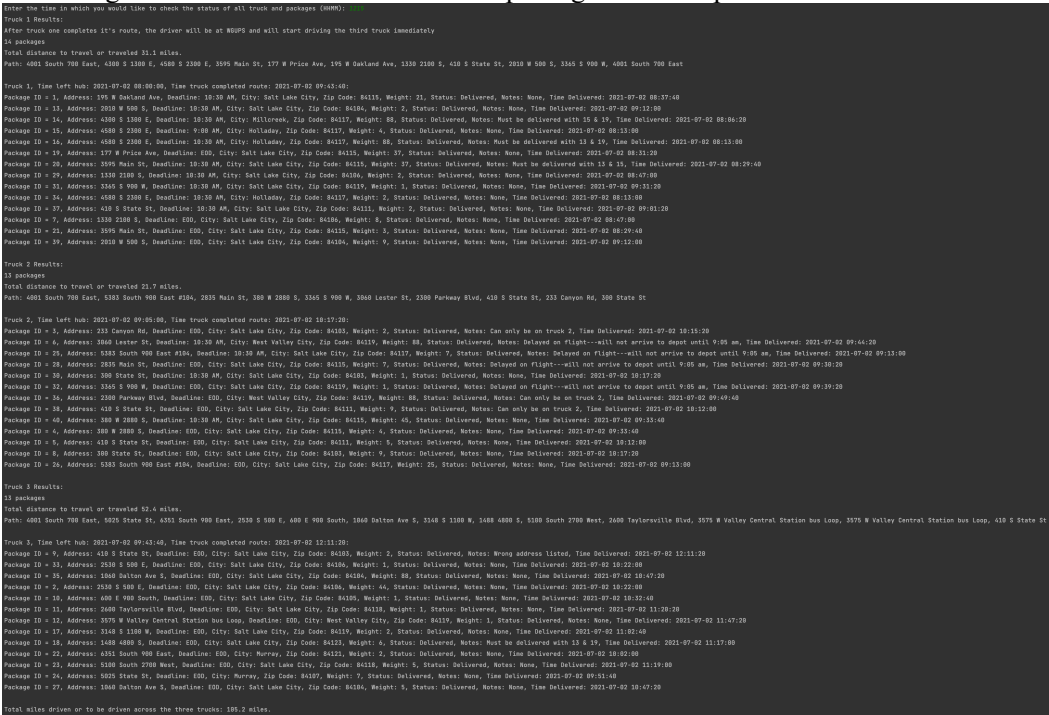 Enter the time in which you would like to check the status of all truck and packages (HHMM):
Truck 1 Results:
After truck one completes it's route, the driver will be at WGUPS and will start driving the third truck immediately
14 packages
Total distance to travel or traveled 31.1 miles.
Path: 4001 South 700 East, 4300 S 1300 E, 4580 S 2300 E, 3595 Main St, 177 W Price Ave, 195 W Oakland Ave, 1330 2100 S, 410 S State St, 2010 W 500 S, 3365 S 900 W, 4001 South 700 East
Truck 1, Time left hub: 2021-07-02 08:00:00, Time truck completed route: 2021-07-02 09:43:40:
Package ID = 1, Address: 195 W Oakland Ave, Deadline: 10:30 AM, City: Salt Lake City, Zip Code: 84115, Weight: 21, Status: Delivered, Notes: None, Time Delivered: 2021-07-02 08:37:40
Package ID = 13, Address: 2010 W 500 S, Deadline: 10:30 AM, City: Salt Lake City, Zip Code: 84104, Weight: 2, Status: Delivered, Notes: None, Time Delivered: 2021-07-02 09:12:00
Package ID = 14, Address: 4300 S 1300 E, Deadline: 10:30 AM, City: Millcreek, Zip Code: 84117, Weight: 88, Status: Delivered, Notes: Must be delivered with 15 & 19, Time Delivered: 2021-07-02 08:06:20
Package ID = 15, Address: 4580 S 2300 E, Deadline: 9:00 AM, City: Holladay, Zip Code: 84117, Weight: 4, Status: Delivered, Notes: None, Time Delivered: 2021-07-02 08:13:00
Package ID = 16, Address: 4580 S 2300 E, Deadline: 10:30 AM, City: Holladay, Zip Code: 84117, Weight: 88, Status: Delivered, Notes: Must be delivered with 13 & 19, Time Delivered: 2021-07-02 08:13:00
Package ID = 19, Address: 177 W Price Ave, Deadline: EOD, City: Salt Lake City, Zip Code: 84115, Weight: 37, Status: Delivered, Notes: None, Time Delivered: 2021-07-02 08:31:20
Package ID = 20, Address: 3595 Main St, Deadline: 10:30 AM, City: Salt Lake City, Zip Code: 84115, Weight: 37, Status: Delivered, Notes: Must be delivered with 13 & 15, Time Delivered: 2021-07-02 08:29:40
Package ID = 29, Address: 1330 2100 S, Deadline: 10:30 AM, City: Salt Lake City, Zip Code: 84106, Weight: 2, Status: Delivered, Notes: None, Time Delivered: 2021-07-02 08:47:00
Package ID = 31, Address: 3365 S 900 W, Deadline: 10:30 AM, City: Salt Lake City, Zip Code: 84119, Weight: 1, Status: Delivered, Notes: None, Time Delivered: 2021-07-02 09:31:20
Package ID = 34, Address: 4580 S 2300 E, Deadline: 10:30 AM, City: Holladay, Zip Code: 84117, Weight: 2, Status: Delivered, Notes: None, Time Delivered: 2021-07-02 08:13:00
Package ID = 37, Address: 410 S State St, Deadline: 10:30 AM, City: Salt Lake City, Zip Code: 84111, Weight: 2, Status: Delivered, Notes: None, Time Delivered: 2021-07-02 09:01:20
Package ID = 7, Address: 1330 2100 S, Deadline: EOD, City: Salt Lake City, Zip Code: 84106, Weight: 8, Status: Delivered, Notes: None, Time Delivered: 2021-07-02 08:47:00
Package ID = 21, Address: 3595 Main St, Deadline: EOD, City: Salt Lake City, Zip Code: 84115, Weight: 3, Status: Delivered, Notes: None, Time Delivered: 2021-07-02 08:29:40
Package ID = 39, Address: 2010 W 500 S, Deadline: EOD, City: Salt Lake City, Zip Code: 84104, Weight: 9, Status: Delivered, Notes: None, Time Delivered: 2021-07-02 09:12:00
Truck 2 Results:
13 packages
Total distance to travel or traveled 21.7 miles.
Path: 4001 South 700 East, 5383 South 900 East #104, 2835 Main St, 380 W 2880 S, 3365 S 900 W, 3060 Lester St, 2300 Parkway Blvd, 410 S State St, 233 Canyon Rd, 300 State St
Truck 2, Time left hub: 2021-07-02 09:05:00, Time truck completed route: 2021-07-02 10:17:20:
Package ID = 3, Address: 233 Canyon Rd, Deadline: EOD, City: Salt Lake City, Zip Code: 84103, Weight: 2, Status: Delivered, Notes: Can only be on truck 2, Time Delivered: 2021-07-02 10:15:20
Package ID = 6, Address: 3060 Lester St, Deadline: 10:30 AM, City: West Valley City, Zip Code: 84119, Weight: 88, Status: Delivered, Notes: Delayed on flight---will not arrive to depot until 9:05 am, Time Delivered: 2021-07-02 09:44:20
Package ID = 25, Address: 5383 South 900 East #104, Deadline: 10:30 AM, City: Salt Lake City, Zip Code: 84117, Weight: 7, Status: Delivered, Notes: Delayed on flight---will not arrive to depot until 9:05 am, Time Delivered: 2021-07-02 09:13:00
Package ID = 28, Address: 2835 Main St, Deadline: EOD, City: Salt Lake City, Zip Code: 84115, Weight: 7, Status: Delivered, Notes: Delayed on flight---will not arrive to depot until 9:05 am, Time Delivered: 2021-07-02 09:30:20
Package ID = 30, Address: 300 State St, Deadline: 10:30 AM, City: Salt Lake City, Zip Code: 84103, Weight: 1, Status: Delivered, Notes: None, Time Delivered: 2021-07-02 10:17:20
Package ID = 32, Address: 3365 S 900 W, Deadline: EOD, City: Salt Lake City, Zip Code: 84119, Weight: 1, Status: Delivered, Notes: Delayed on flight---will not arrive to depot until 9:05 am, Time Delivered: 2021-07-02 09:39:20
Package ID = 36, Address: 2300 Parkway Blvd, Deadline: EOD, City: West Valley City, Zip Code: 84119, Weight: 88, Status: Delivered, Notes: Can only be on truck 2, Time Delivered: 2021-07-02 09:49:40
Package ID = 38, Address: 410 S State St, Deadline: EOD, City: Salt Lake City, Zip Code: 84111, Weight: 9, Status: Delivered, Notes: Can only be on truck 2, Time Delivered: 2021-07-02 10:12:00
Package ID = 40, Address: 380 W 2880 S, Deadline: 10:30 AM, City: Salt Lake City, Zip Code: 84115, Weight: 45, Status: Delivered, Notes: None, Time Delivered: 2021-07-02 09:33:40
Package ID = 4, Address: 380 W 2880 S, Deadline: EOD, City: Salt Lake City, Zip Code: 84115, Weight: 4, Status: Delivered, Notes: None, Time Delivered: 2021-07-02 09:33:40
Package ID = 5, Address: 410 S State St, Deadline: EOD, City: Salt Lake City, Zip Code: 84111, Weight: 5, Status: Delivered, Notes: None, Time Delivered: 2021-07-02 10:12:00
Package ID = 8, Address: 300 State St, Deadline: EOD, City: Salt Lake City, Zip Code: 84103, Weight: 9, Status: Delivered, Notes: None, Time Delivered: 2021-07-02 10:17:20
Package ID = 26, Address: 5383 South 900 East #104, Deadline: EOD, City: Salt Lake City, Zip Code: 84117, Weight: 25, Status: Delivered, Notes: None, Time Delivered: 2021-07-02 09:13:00
Truck 3 Results:
13 packages
Total distance to travel or traveled 52.4 miles.
Path: 4001 South 700 East, 5025 State St, 6351 South 900 East, 2530 S 500 E, 600 E 900 South, 1060 Dalton Ave S, 3148 S 1100 W, 1488 4800 S, 5100 South 2700 West, 2600 Taylorsville Blvd, 3575 W Valley Central Station bus Loop, 3575 W Valley Central Station bus Loop, 410 S State St
Truck 3, Time left hub: 2021-07-02 09:43:40, Time truck completed route: 2021-07-02 12:11:20:
Package ID = 9, Address: 410 S State St, Deadline: EOD, City: Salt Lake City, Zip Code: 84103, Weight: 2, Status: Delivered, Notes: Wrong address listed, Time Delivered: 2021-07-02 12:11:20
Package ID = 33, Address: 2530 S 500 E, Deadline: EOD, City: Salt Lake City, Zip Code: 84106, Weight: 1, Status: Delivered, Notes: None, Time Delivered: 2021-07-02 10:22:00
Package ID = 35, Address: 1060 Dalton Ave S, Deadline: EOD, City: Salt Lake City, Zip Code: 84104, Weight: 88, Status: Delivered, Notes: None, Time Delivered: 2021-07-02 10:47:20
Package ID = 2, Address: 2530 S 500 E, Deadline: EOD, City: Salt Lake City, Zip Code: 84106, Weight: 44, Status: Delivered, Notes: None, Time Delivered: 2021-07-02 10:22:00
Package ID = 10, Address: 600 E 900 South, Deadline: EOD, City: Salt Lake City, Zip Code: 84105, Weight: 1, Status: Delivered, Notes: None, Time Delivered: 2021-07-02 10:32:40
Package ID = 11, Address: 2600 Taylorsville Blvd, Deadline: EOD, City: Salt Lake City, Zip Code: 84118, Weight: 1, Status: Delivered, Notes: None, Time Delivered: 2021-07-02 11:20:20
Package ID = 12, Address: 3575 W Valley Central Station bus Loop, Deadline: EOD, City: West Valley City, Zip Code: 84119, Weight: 1, Status: Delivered, Notes: None, Time Delivered: 2021-07-02 11:47:20
Package ID = 17, Address: 3148 S 1100 W, Deadline: EOD, City: Salt Lake City, Zip Code: 84119, Weight: 2, Status: Delivered, Notes: None, Time Delivered: 2021-07-02 11:02:40
Package ID = 18, Address: 1488 4800 S, Deadline: EOD, City: Salt Lake City, Zip Code: 84123, Weight: 6, Status: Delivered, Notes: Must be delivered with 13 & 19, Time Delivered: 2021-07-02 11:17:00
Package ID = 22, Address: 6351 South 900 East, Deadline: EOD, City: Murray, Zip Code: 84121, Weight: 2, Status: Delivered, Notes: None, Time Delivered: 2021-07-02 10:02:00
Package ID = 23, Address: 5100 South 2700 West, Deadline: EOD, City: Salt Lake City, Zip Code: 84118, Weight: 5, Status: Delivered, Notes: None, Time Delivered: 2021-07-02 11:19:00
Package ID = 24, Address: 5025 State St, Deadline: EOD, City: Murray, Zip Code: 84107, Weight: 7, Status: Delivered, Notes: None, Time Delivered: 2021-07-02 09:51:40
Package ID = 27, Address: 1060 Dalton Ave S, Deadline: EOD, City: Salt Lake City, Zip Code: 84104, Weight: 5, Status: Delivered, Notes: None, Time Delivered: 2021-07-02 10:47:20
Total miles driven or to be driven across the three trucks: 105.2 miles.